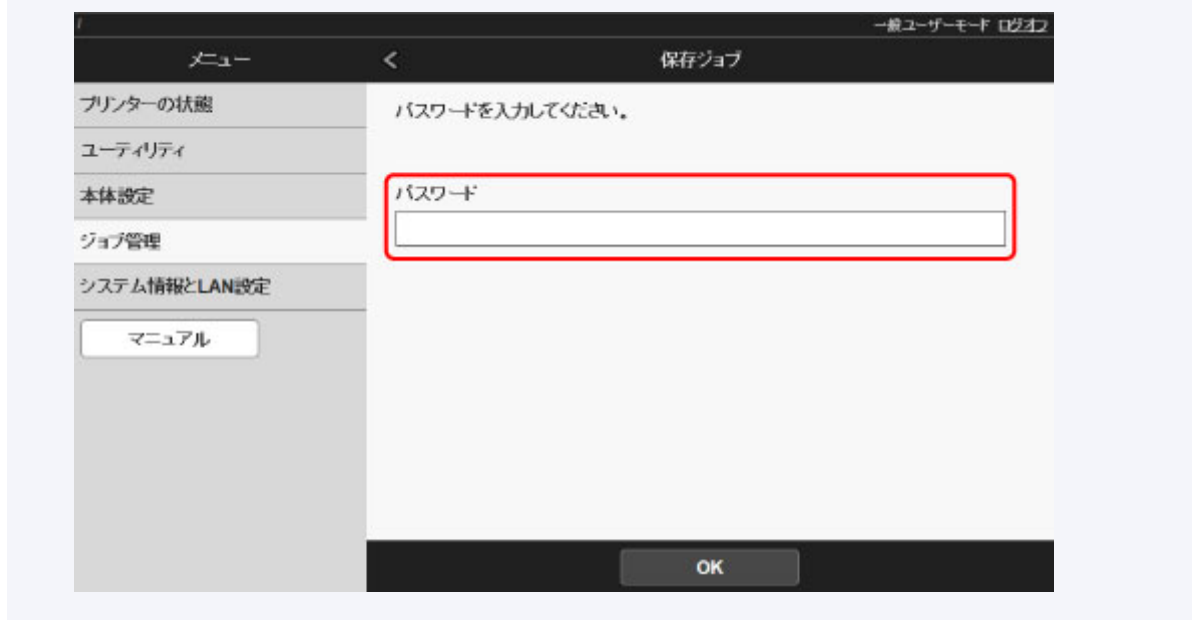 一般ユーザーモード ログオフ
メニュー
<
保存ジョブ
プリンターの状態
ユーティリティ
本体設定
ジョブ管理
システム情報とLAN設定
マニュアル
パスワードを入力してください。
パスワード
OK